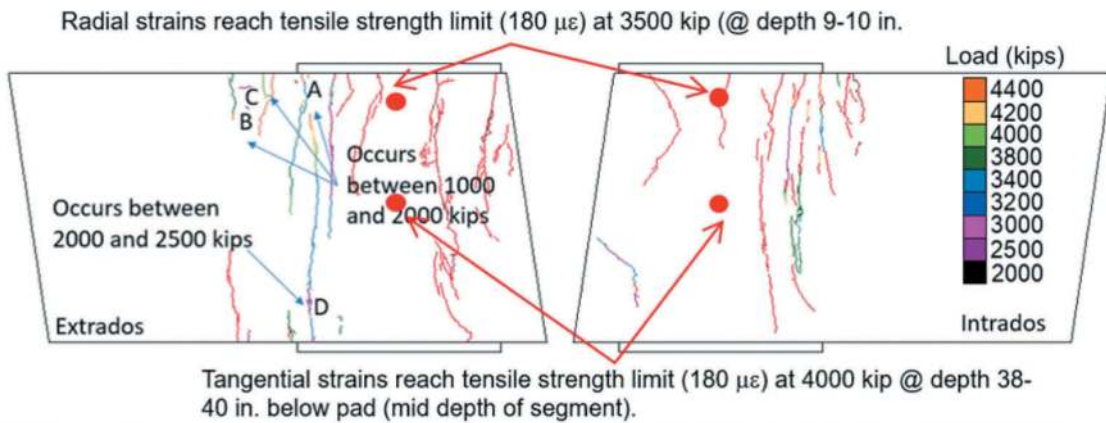 Radial strains reach tensile strength limit (180 με) at 3500 kip (@ depth 9-10 in.
Load (kips)
4400
4200
4000
3800
3400
3200
3000
2500
2000
A
C
B
Occurs
between 1000
and 2000 kips
Occurs between
2000 and 2500 kips
D
Extrados
Intrados
Tangential strains reach tensile strength limit (180 με) at 4000 kip @ depth 38-
40 in. below pad (mid depth of segment).